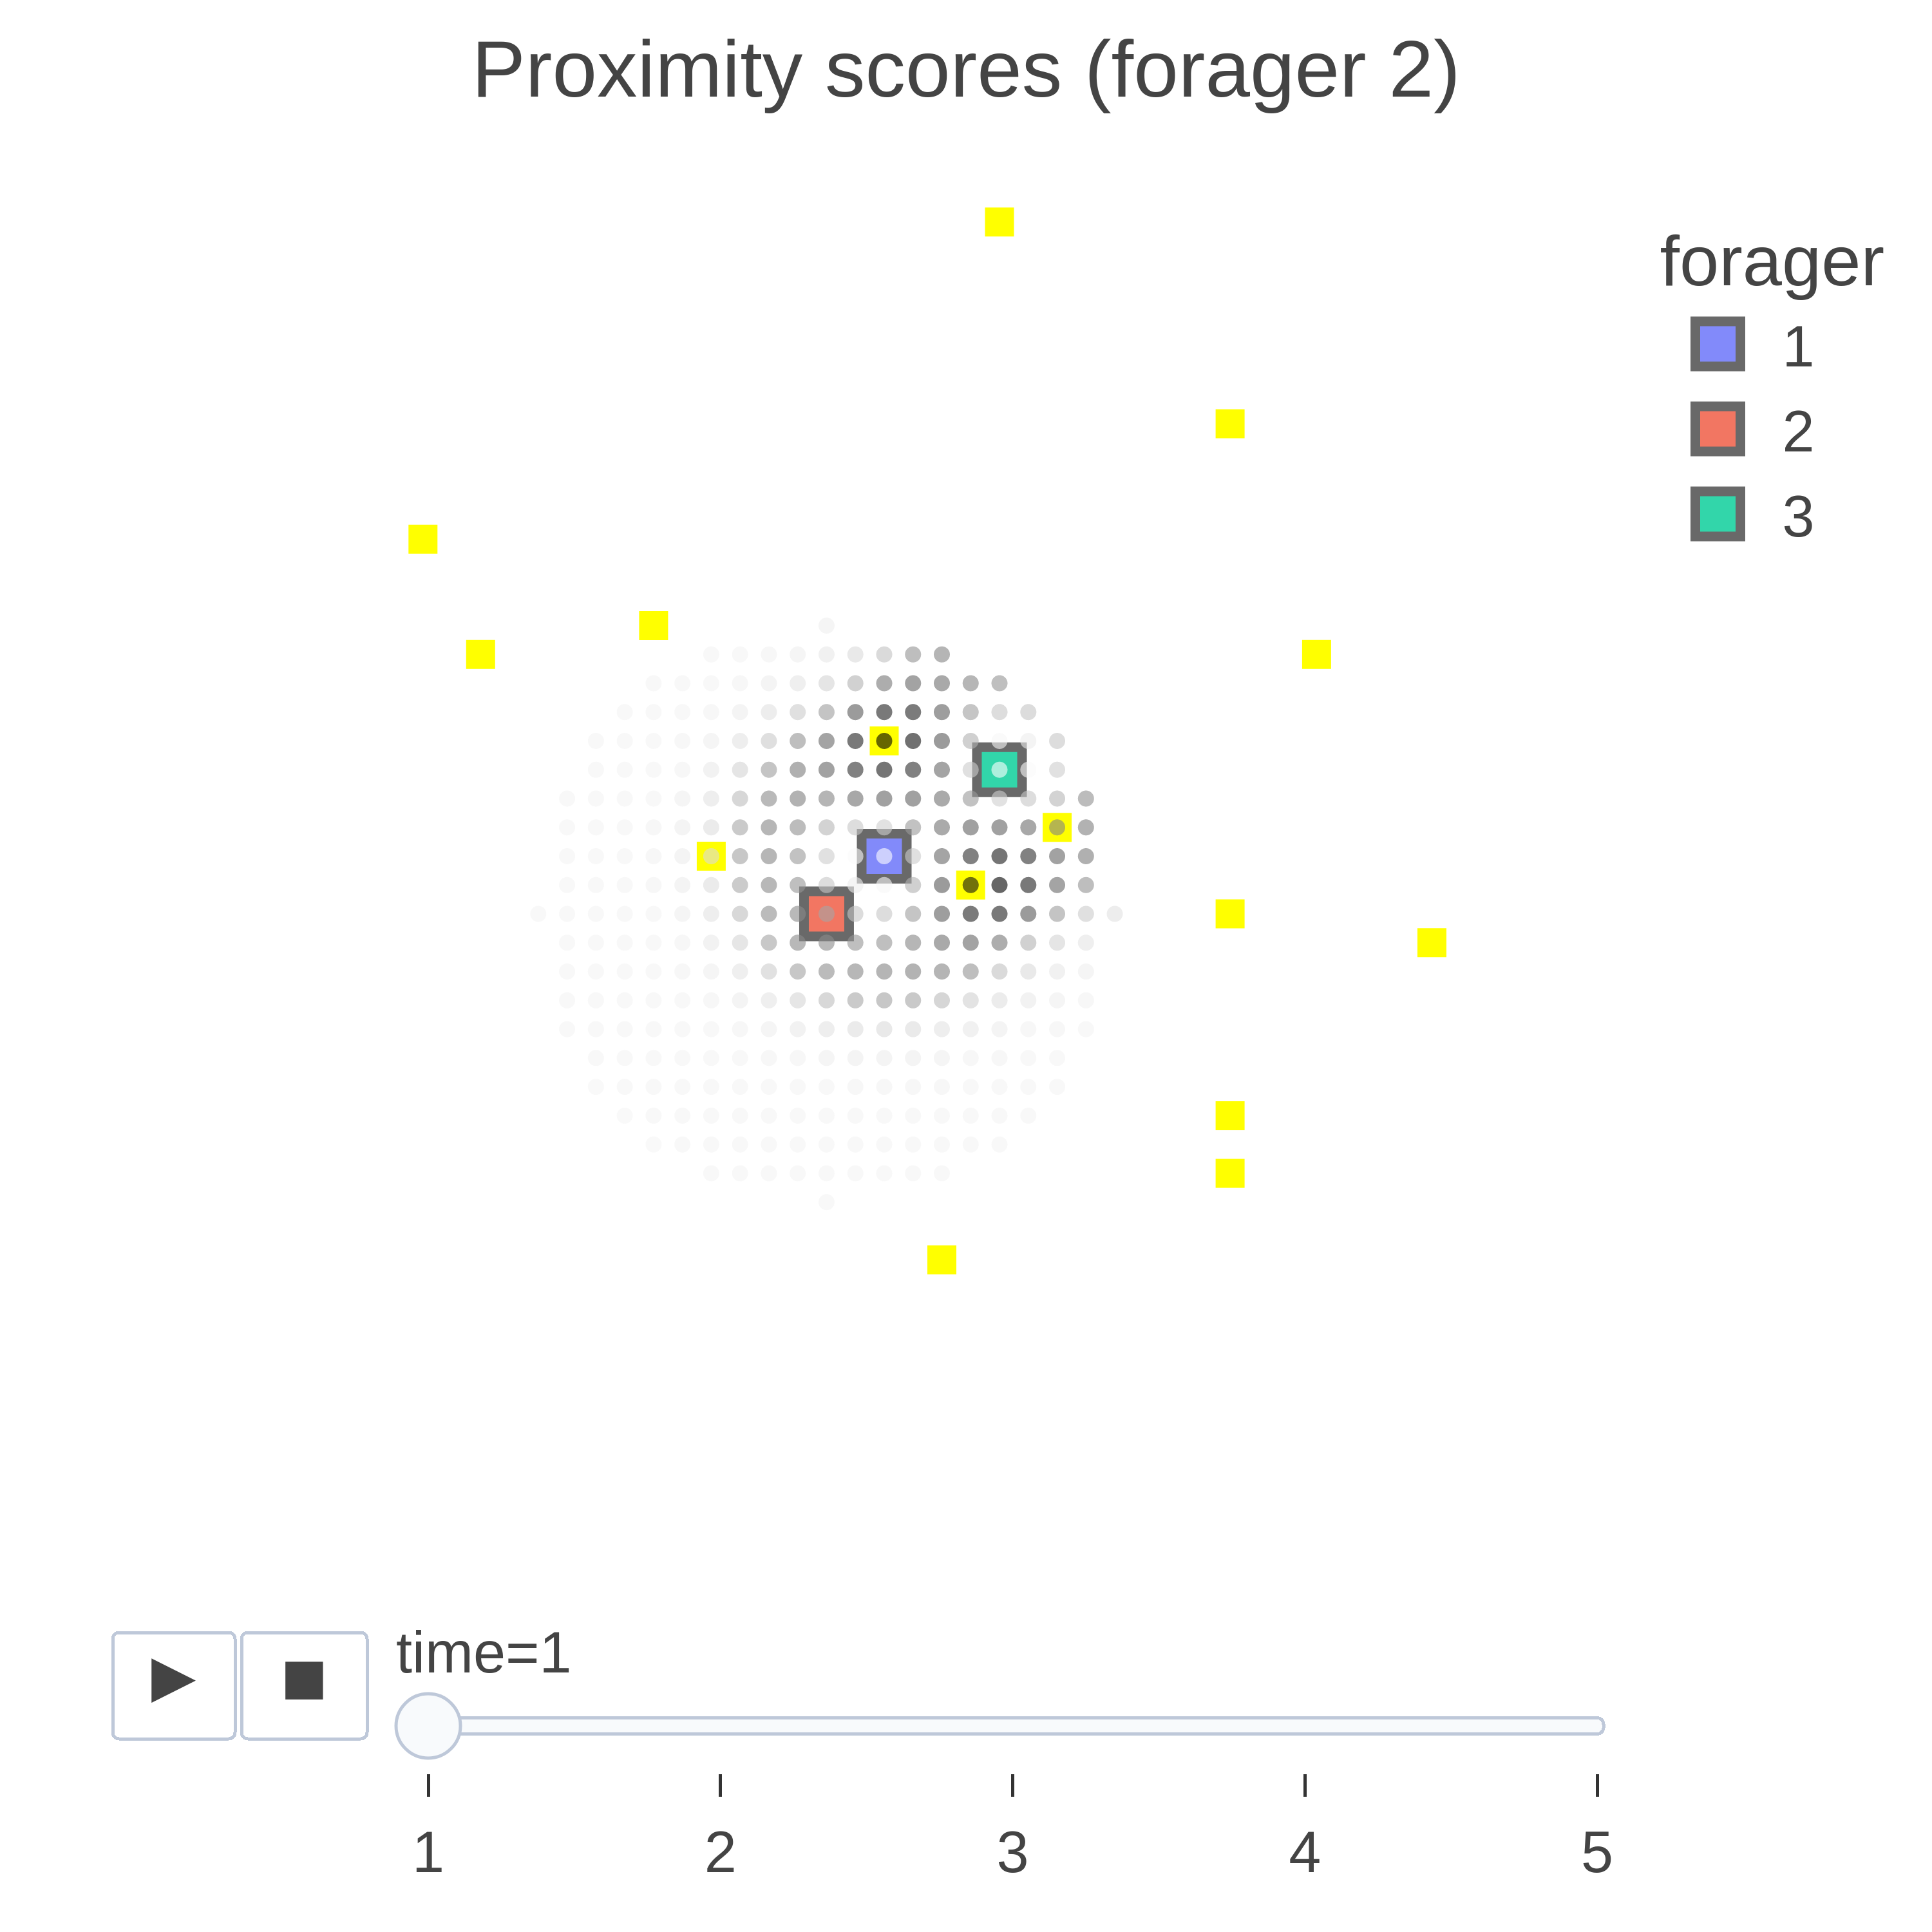 Proximity scores (forager 2)
forager
1
2
3
time=1
1 2 3 4 5